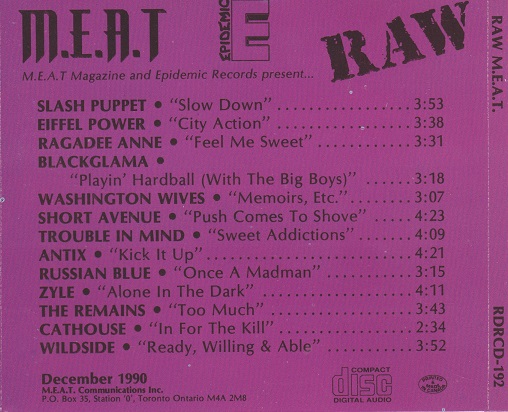 M.E.A.T
EPIDEMIC
E
RAW
M.E.A.T Magazine and Epidemic Records present...
SLASH PUPPET • "Slow Down" .................. 3:53
EIFFEL POWER • "City Action" .................. 3:38
RAGADEE ANNE • "Feel Me Sweet" ............. 3:31
BLACKGLAMA •
"Playin' Hardball (With The Big Boys)" ...... 3:18
WASHINGTON WIVES • "Memoirs, Etc." ........ 3:07
SHORT AVENUE • "Push Comes To Shove" ..... 4:23
TROUBLE IN MIND • "Sweet Addictions" ....... 4:09
ANTIX • "Kick It Up" ............................ 4:21
RUSSIAN BLUE • "Once A Madman" ............ 3:15
ZYLE • "Alone In The Dark" ..................... 4:11
THE REMAINS • "Too Much" .................... 3:43
CATHOUSE • "In For The Kill" .................. 2:34
WILDSIDE • "Ready, Willing & Able" ........... 3:52
December 1990
M.E.A.T. Communications Inc.
P.O. Box 35, Station 'O', Toronto Ontario M4A 2M8
COMPACT
disc
DIGITAL AUDIO
RAW M.E.A.T.
RDRCD-192